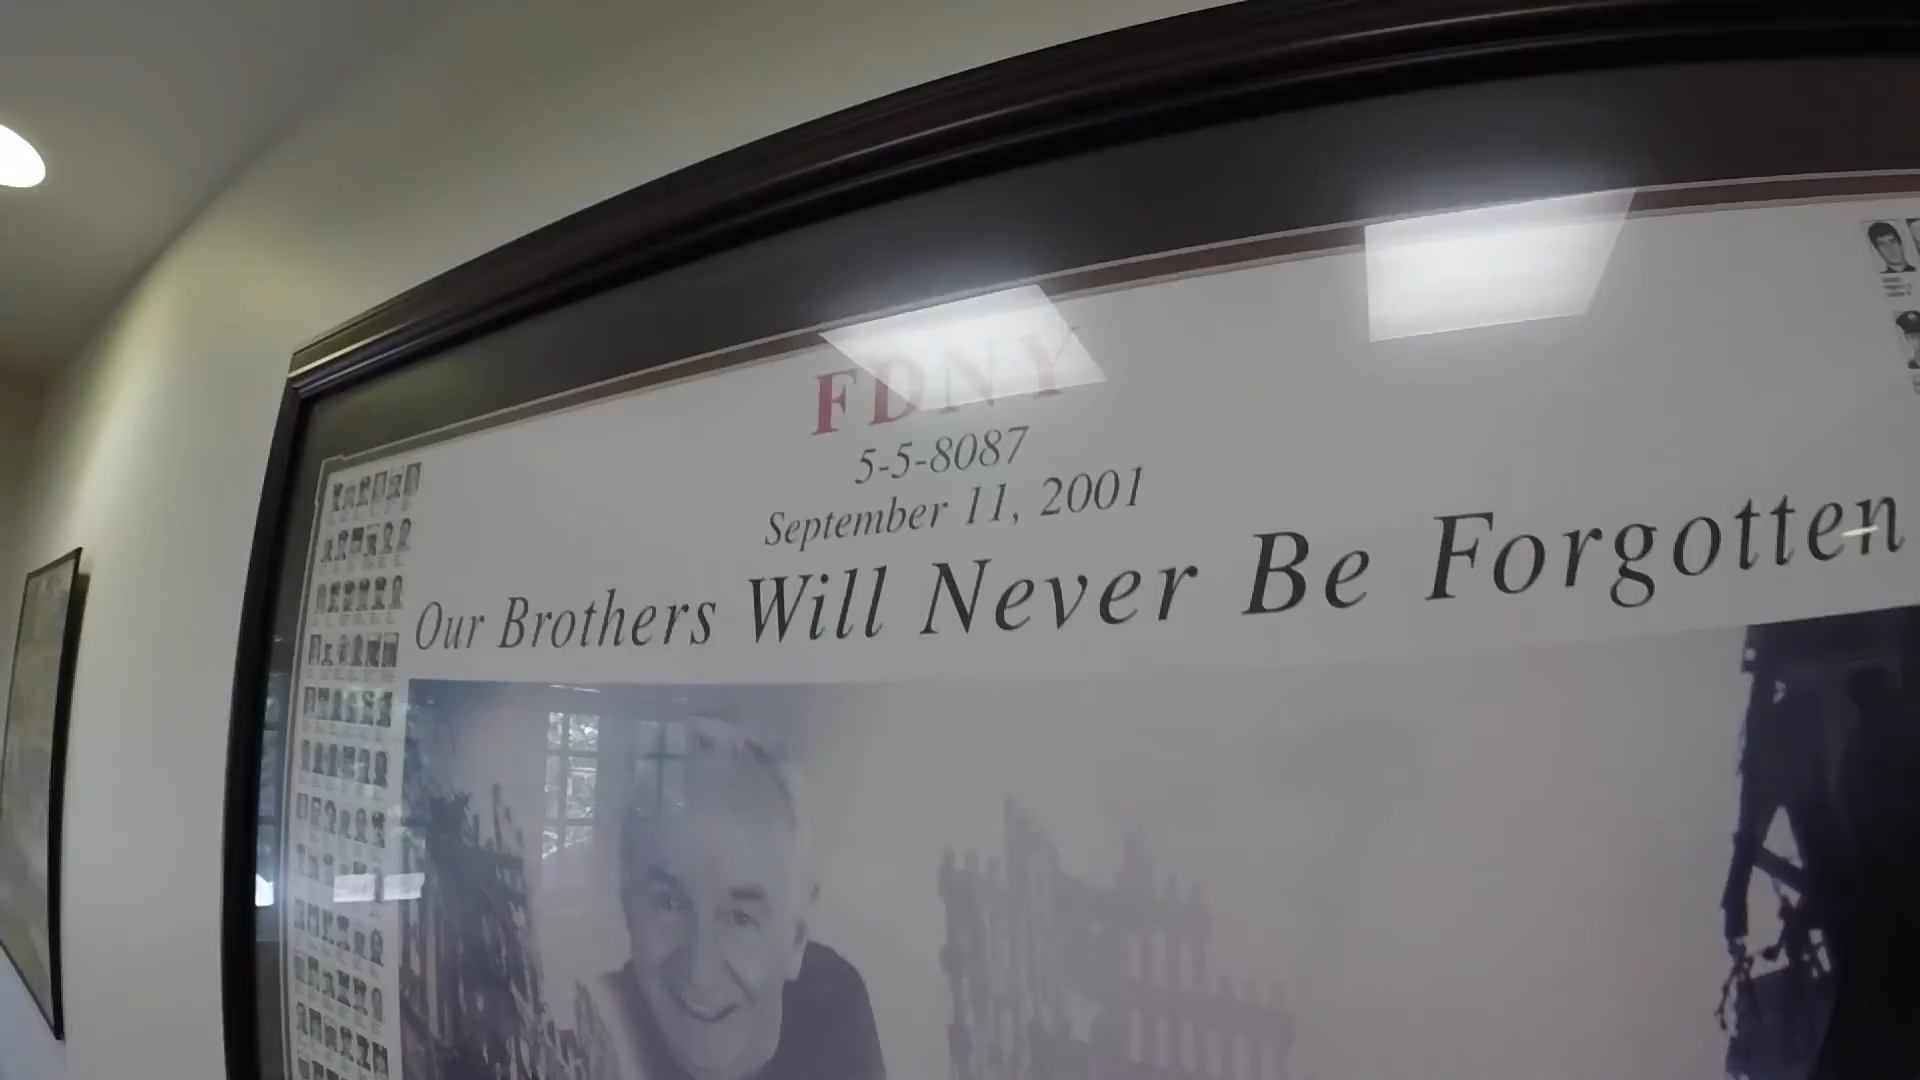 FDNY
5-5-8087
September 11, 2001
Our Brothers Will Never Be Forgotten